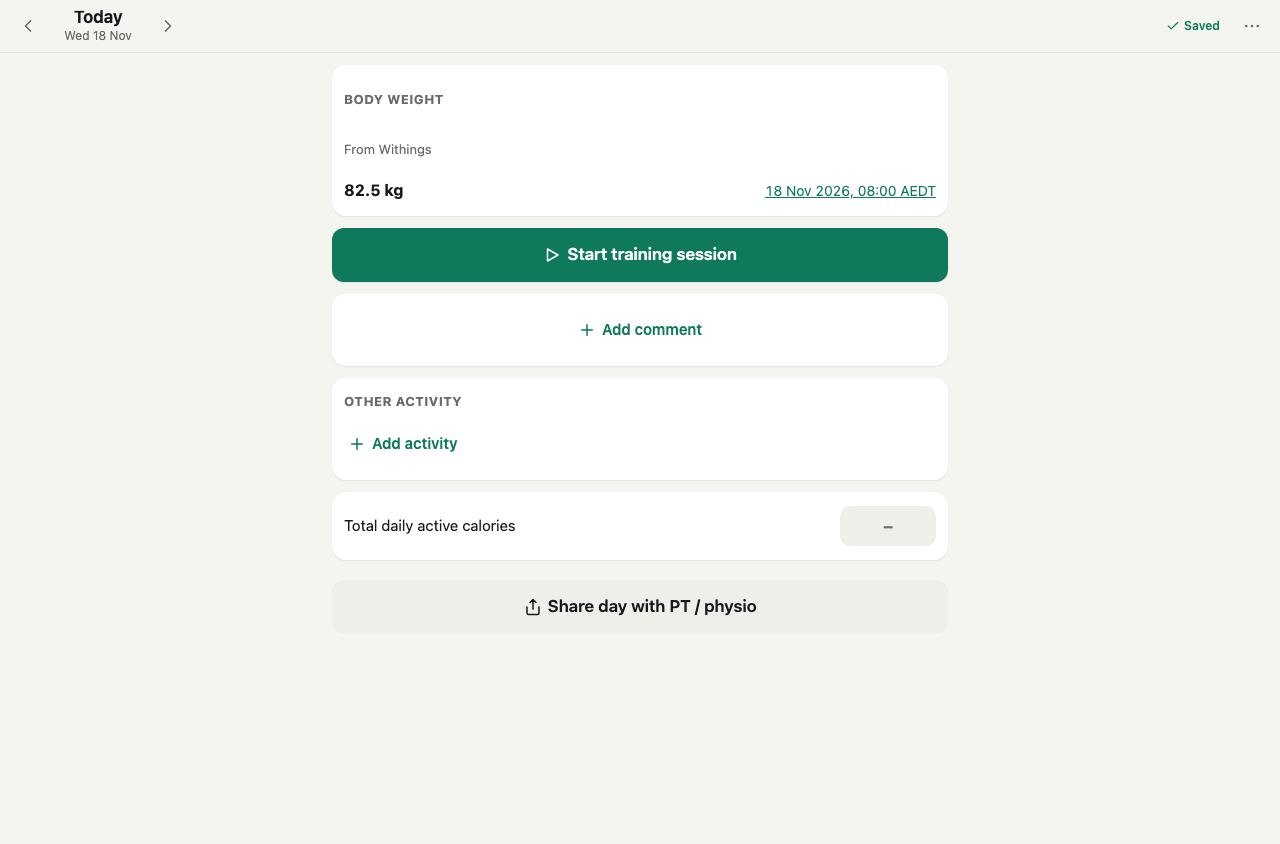 Today
Wed 18 Nov
Saved
BODY WEIGHT
From Withings
82.5 kg
18 Nov 2026, 08:00 AEDT
Start training session
Add comment
OTHER ACTIVITY
Add activity
Total daily active calories
–
Share day with PT / physio